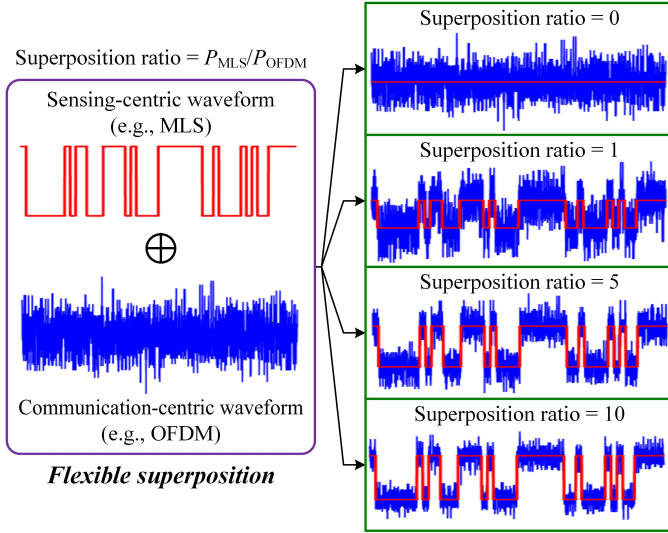 Superposition ratio = P_MLS/P_OFDM
Sensing-centric waveform
(e.g., MLS)
Communication-centric waveform
(e.g., OFDM)
Flexible superposition
Superposition ratio = 0
Superposition ratio = 1
Superposition ratio = 5
Superposition ratio = 10